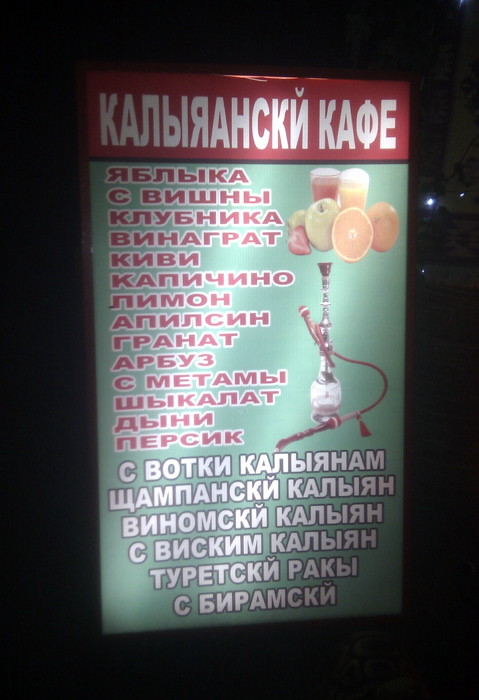 КАЛЫЯАНСКЙ КАФЕ
ЯБЛЫКА
С ВИШНЫ
КЛУБНИКА
ВИНАГРАТ
КИВИ
КАПИЧИНО
ЛИМОН
АПИЛСИН
ГРАНАТ
АРБУЗ
С МЕТАМЫ
ШЫКАЛАТ
ДЫНИ
ПЕРСИК
С ВОТКИ КАЛЫЯНАМ
ЩАМПАНСКЙ КАЛЫЯН
ВИНОМСКЙ КАЛЫЯН
С ВИСКИМ КАЛЫЯН
ТУРЕТСКЙ РАКЫ
С БИРАМСКЙ